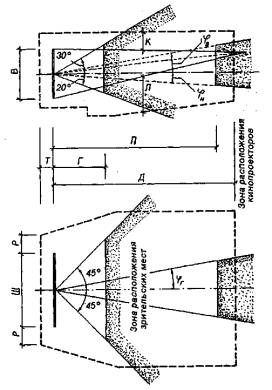 К
φв
30°
В
20°
Л
φн
П
Т
Г
Д
Зона расположения
кинопроекторов
Р
45°
Ш
φг
45°
Зона расположения
зрительских мест
Р